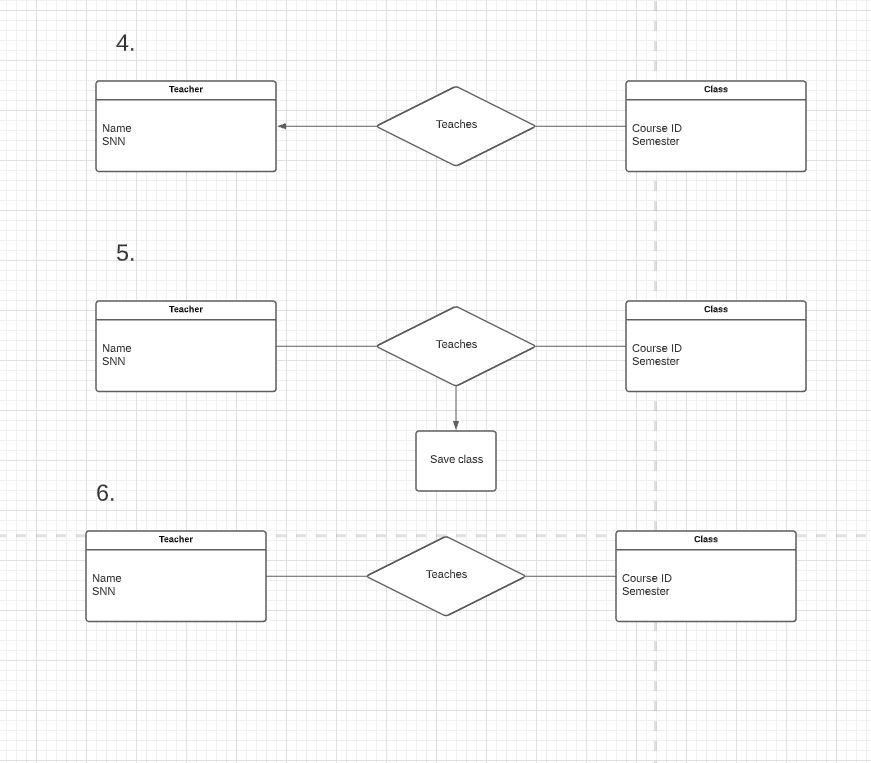 4.
Teacher
Teaches
Class
Name
SNN
Course ID
Semester
5.
Teacher
Teaches
Class
Name
SNN
Course ID
Semester
Save class
6.
Teacher
Teaches
Class
Name
SNN
Course ID
Semester